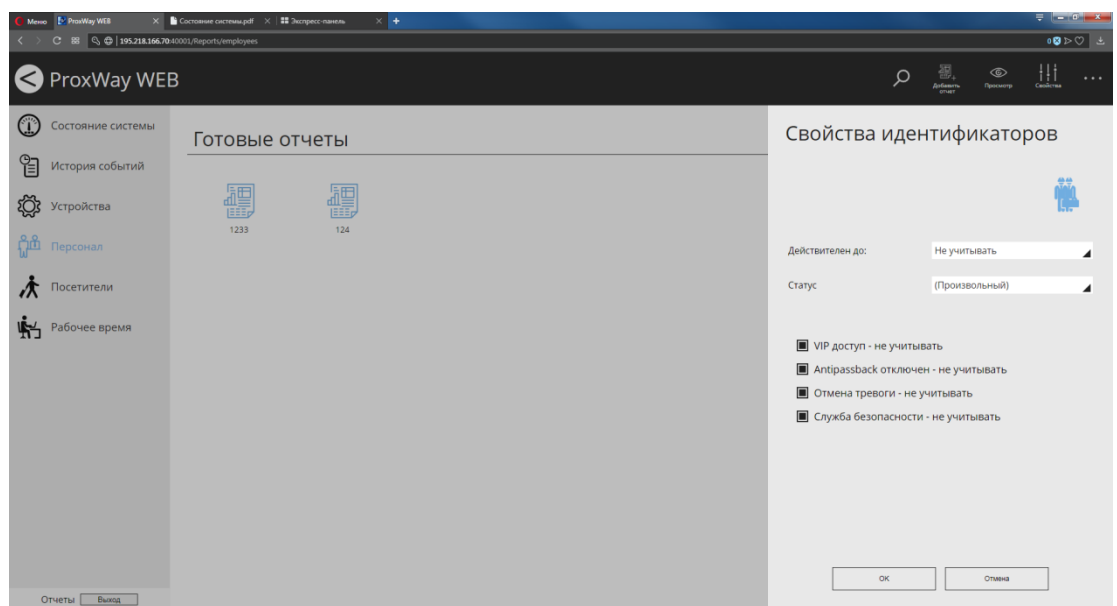 Меню ProxWay WEB Состояние системы.pdf Экспресс-панель
195.218.166.70:40001/Reports/employees 0
ProxWay WEB Добавить отчет Просмотр Свойства ...
Состояние системы
История событий
Устройства
Персонал
Посетители
Рабочее время
Отчеты Выход
Готовые отчеты
1233 124
Свойства идентификаторов
Действителен до: Не учитывать
Статус (Произвольный)
VIP доступ - не учитывать
Antipassback отключен - не учитывать
Отмена тревоги - не учитывать
Служба безопасности - не учитывать
OK Отмена